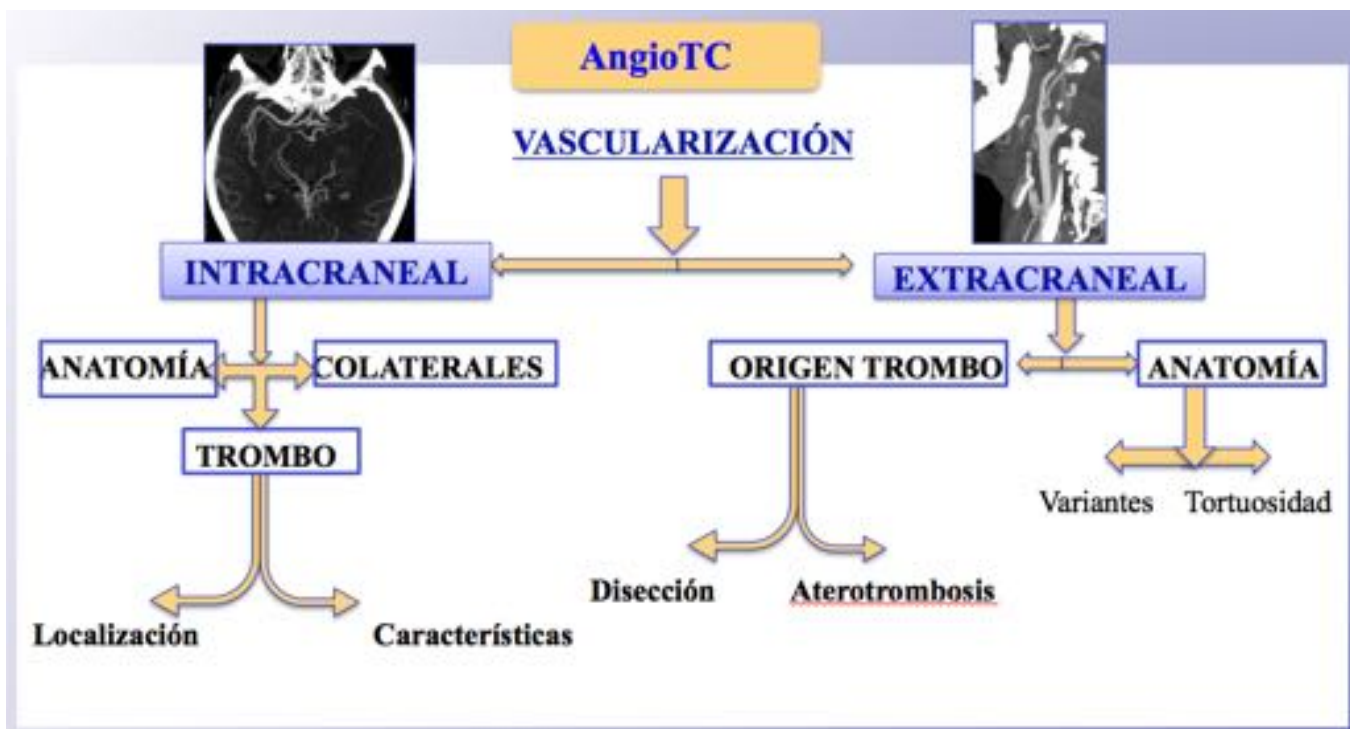 AngioTC
VASCULARIZACIÓN
INTRACRANEAL
EXTRACRANEAL
ANATOMÍA
COLATERALES
ORIGEN TROMBO
ANATOMÍA
TROMBO
Variantes
Tortuosidad
Disección
Aterotrombosis
Localización
Características